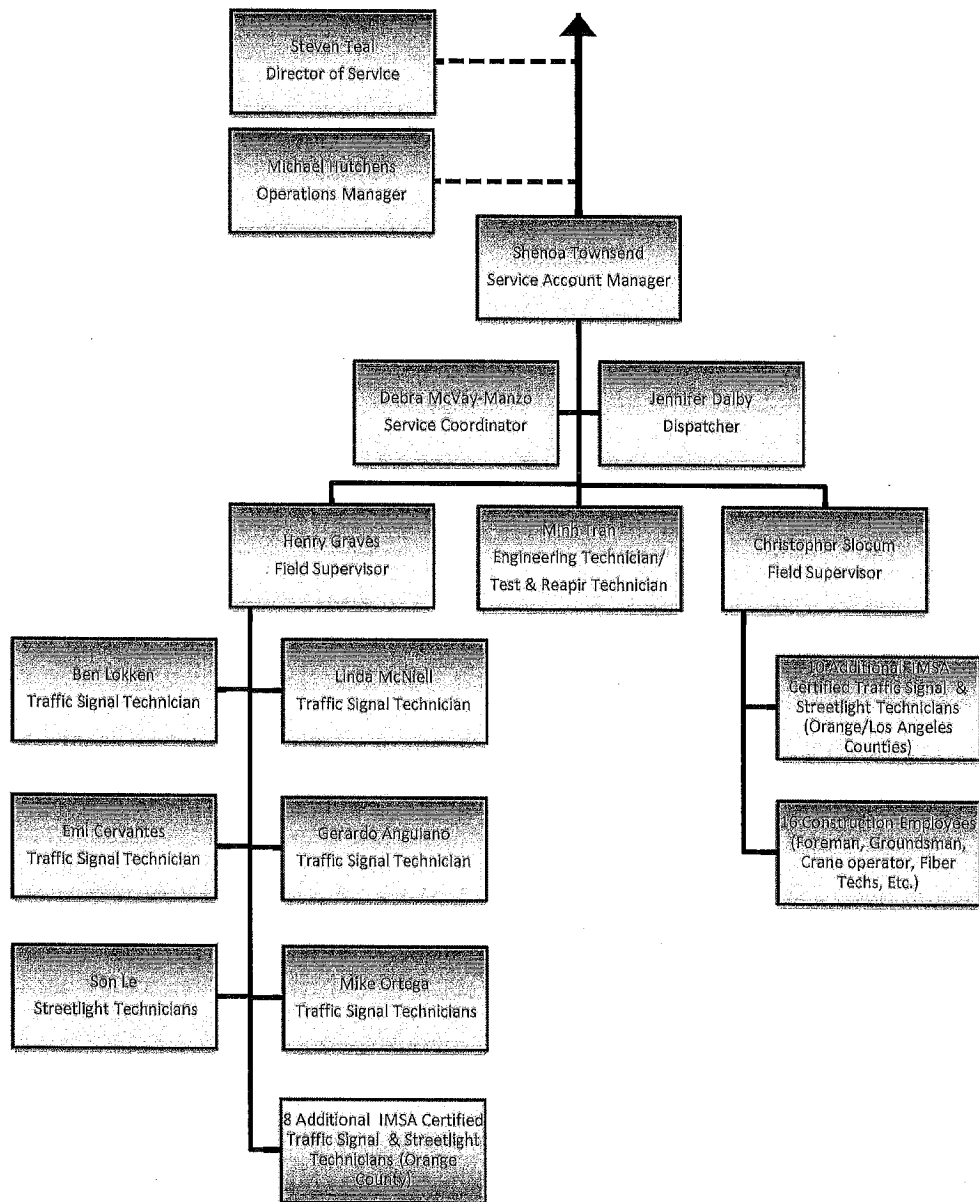 Steven Teal
Director of Service
Michael Hutchens
Operations Manager
Shenoa Townsend
Service Account Manager
Debra McVay-Manzo
Service Coordinator
Jennifer Dalby
Dispatcher
Henry Graves
Field Supervisor
Minh Tran
Engineering Technician/
Test & Reapir Technician
Christopher Slocum
Field Supervisor
Ben Lokken
Traffic Signal Technician
Linda McNiell
Traffic Signal Technician
10 Additional IMSA
Certified Traffic Signal & 
Streetlight Technicians
(Orange/Los Angeles
Counties)
Emi Cervantes
Traffic Signal Technician
Gerardo Anguiano
Traffic Signal Technician
16 Construction Employees
(Foreman, Groundsman,
Crane operator, Fiber
Techs, Etc.)
Son Le
Streetlight Technicians
Mike Ortega
Traffic Signal Technicians
8 Additional IMSA Certified
Traffic Signal & Streetlight
Technicians (Orange
County)